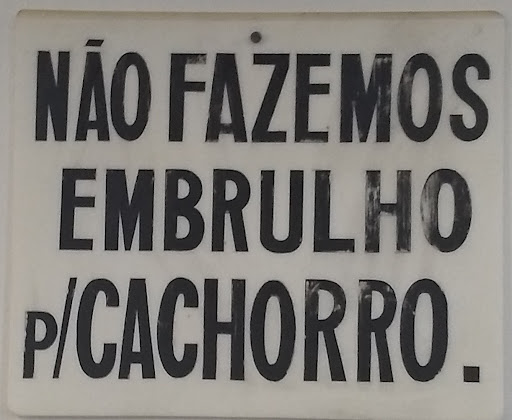 NÃO FAZEMOS
EMBRULHO
p/CACHORRO.